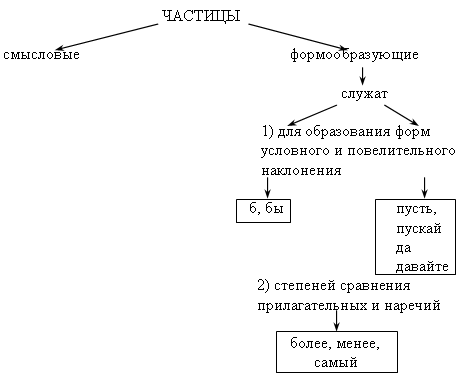 ЧАСТИЦЫ
смысловые формообразующие
служат
1) для образования форм
условного и повелительного
наклонения
б, бы
пусть,
пускай
да
давайте
2) степеней сравнения
прилагательных и наречий
более, менее,
самый